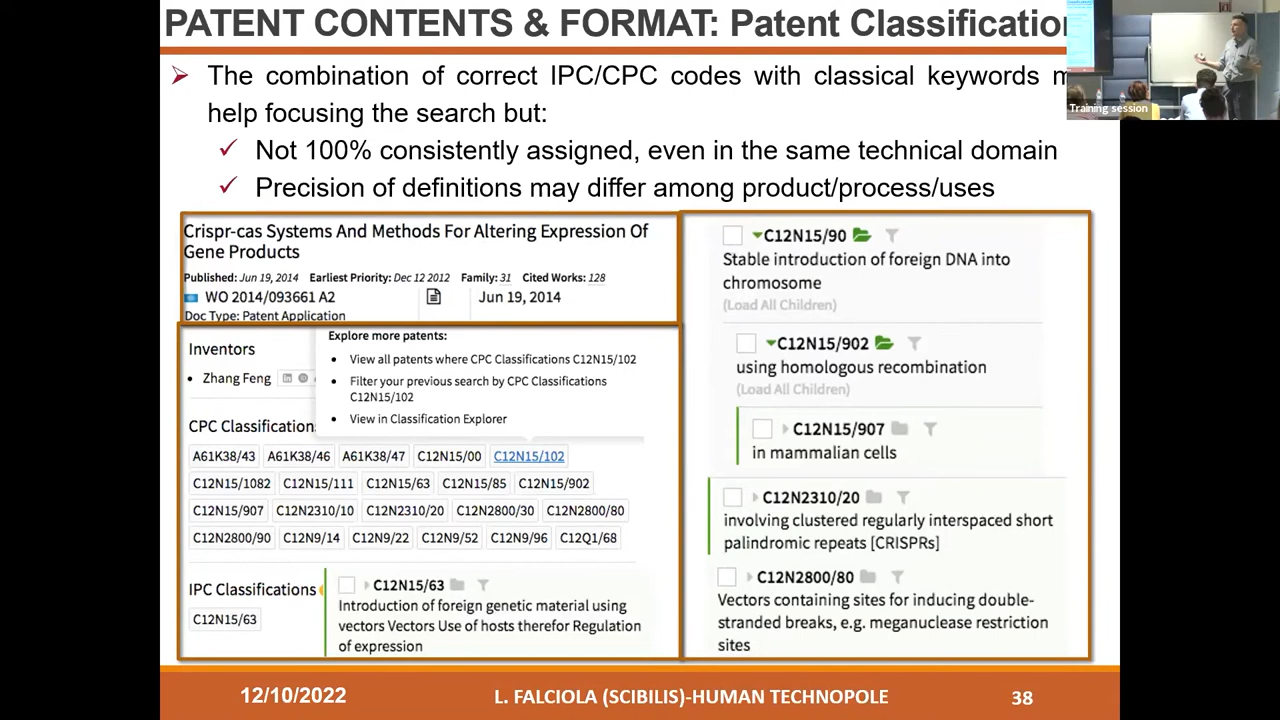 PATENT CONTENTS & FORMAT: Patent Classification
Training session
The combination of correct IPC/CPC codes with classical keywords
help focusing the search but:
Not 100% consistently assigned, even in the same technical domain
Precision of definitions may differ among product/process/uses
Crispr-cas Systems And Methods For Altering Expression Of
Gene Products
Published: Jun 19, 2014 Earliest Priority: Dec 12 2012 Family: 31 Cited Works: 128
WO 2014/093661 A2 Jun 19, 2014
Doc Type: Patent Application
Inventors
Zhang Feng
Explore more patents:
View all patents where CPC Classifications C12N15/102
Filter your previous search by CPC Classifications
C12N15/102
View in Classification Explorer
CPC Classifications
A61K38/43 A61K38/46 A61K38/47 C12N15/00 C12N15/102
C12N15/1082 C12N15/111 C12N15/63 C12N15/85 C12N15/902
C12N15/907 C12N2310/10 C12N2310/20 C12N2800/30 C12N2800/80
C12N2800/90 C12N9/14 C12N9/22 C12N9/52 C12N9/96 C12Q1/68
IPC Classifications
C12N15/63
C12N15/63
Introduction of foreign genetic material using
vectors Vectors Use of hosts therefor Regulation
of expression
C12N15/90
Stable introduction of foreign DNA into
chromosome
(Load All Children)
C12N15/902
using homologous recombination
(Load All Children)
C12N15/907
in mammalian cells
C12N2310/20
involving clustered regularly interspaced short
palindromic repeats [CRISPRs]
C12N2800/80
Vectors containing sites for inducing double-
stranded breaks, e.g. meganuclease restriction
sites
12/10/2022 L. FALCIOLA (SCIBILIS)-HUMAN TECHNOPOLE 38